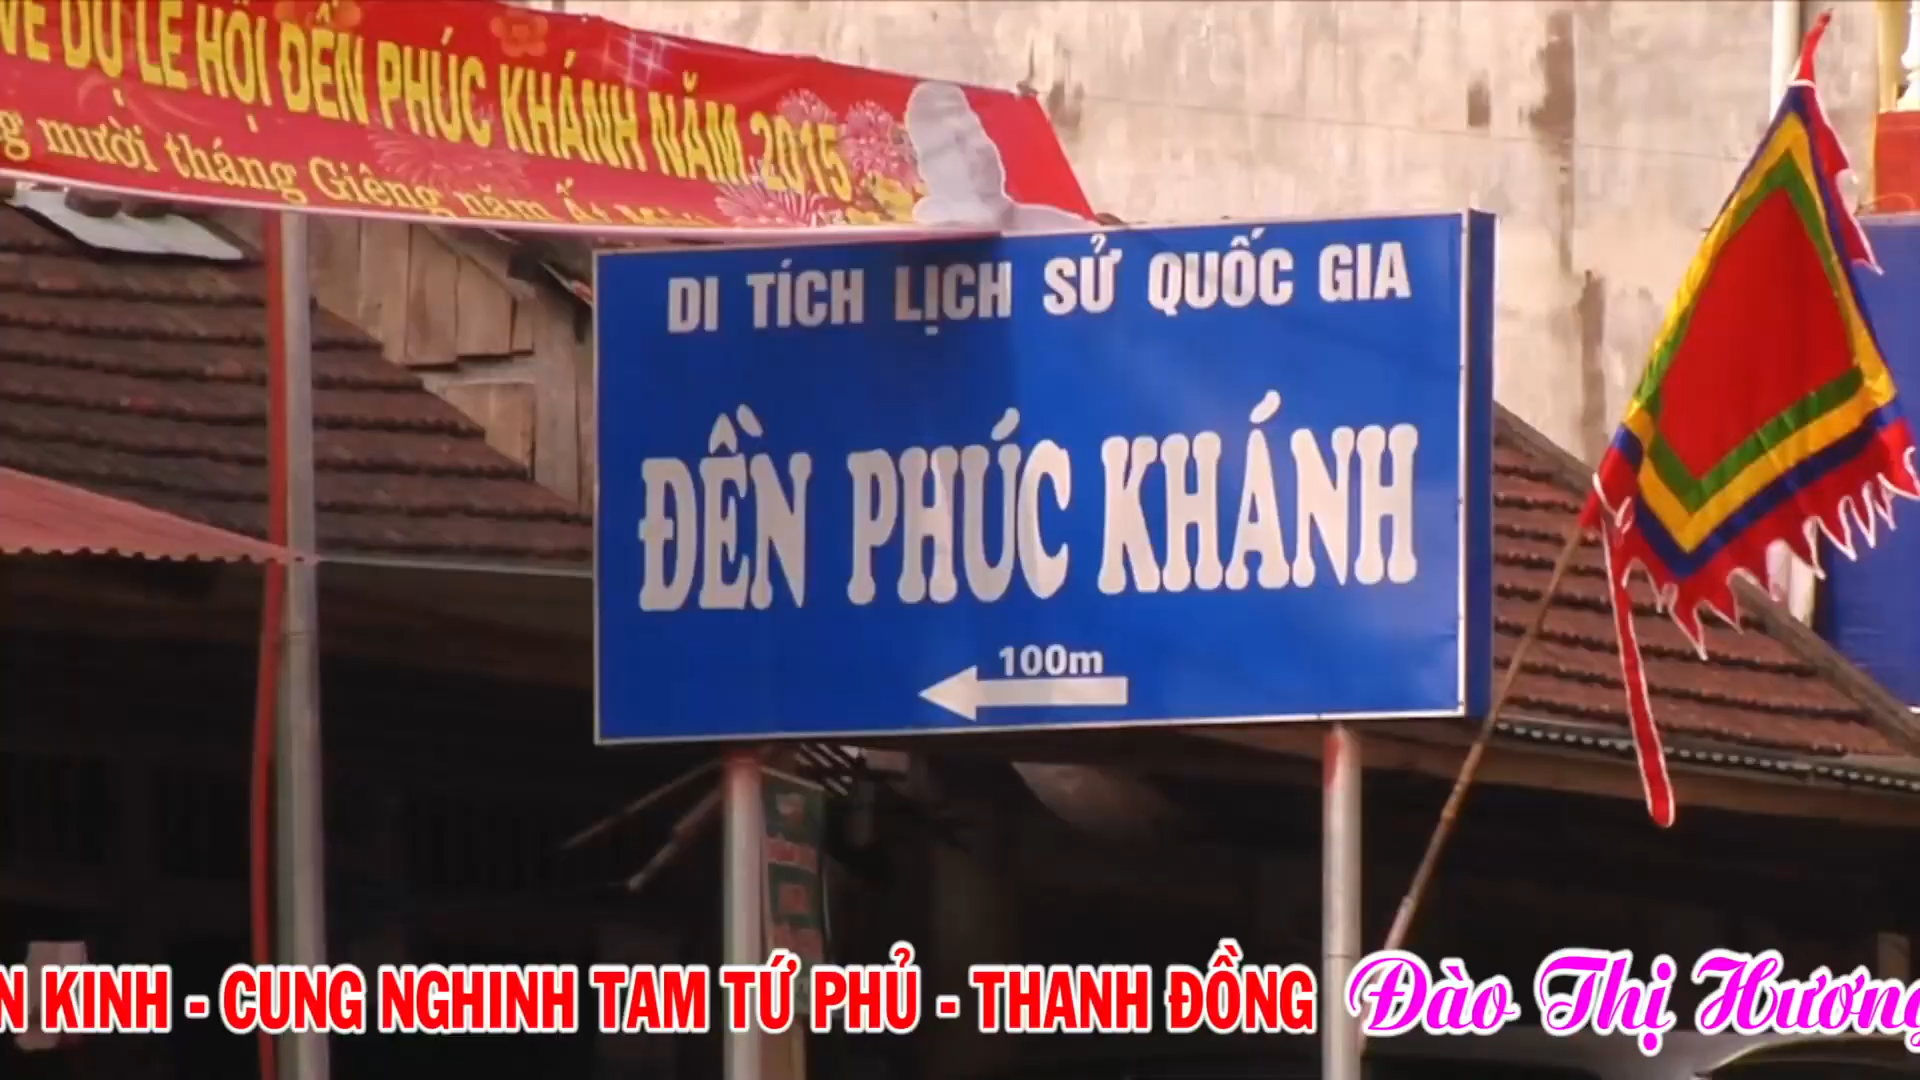 VỀ DỰ LỄ HỘI ĐỀN PHÚC KHÁNH NĂM 2015
mười tháng Giêng năm Ất
DI TÍCH LỊCH SỬ QUỐC GIA
ĐỀN PHÚC KHÁNH
100m
N KINH - CUNG NGHINH TAM TỨ PHỦ - THANH ĐỒNG Đào Thị Hương